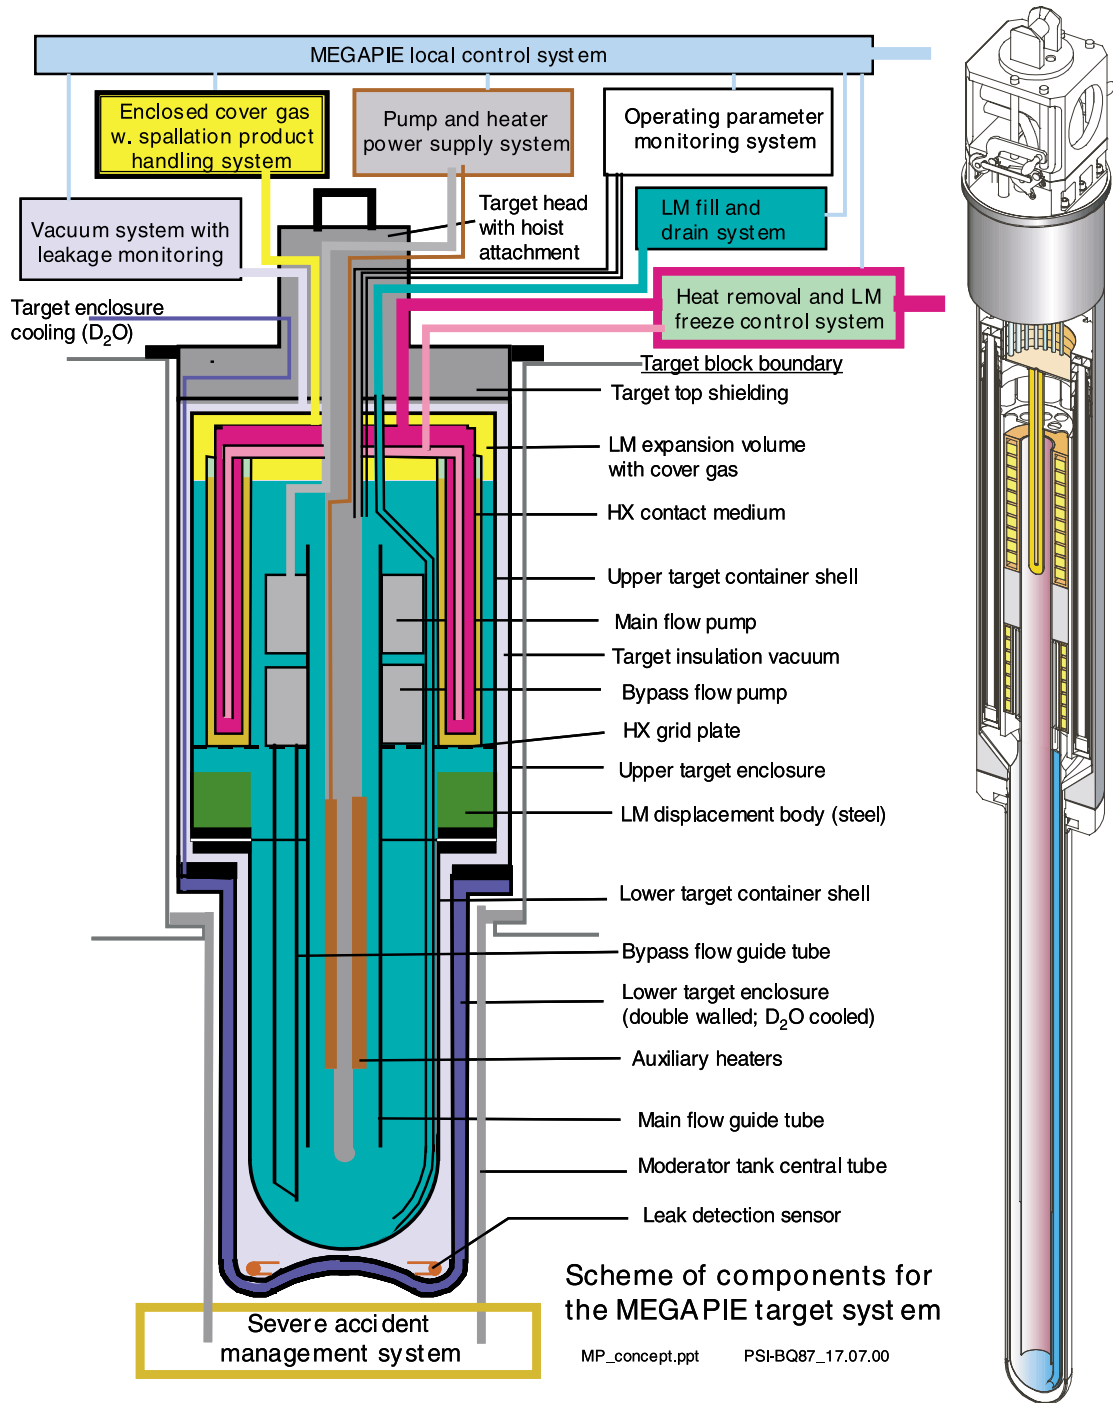 MEGAPIE local control system
Enclosed cover gas
w. spallation product
handling system
Pump and heater
power supply system
Operating parameter
monitoring system
Vacuum system with
leakage monitoring
Target head
with hoist
attachment
LM fill and
drain system
Heat removal and LM
freeze control system
Target enclosure
cooling (D₂O)
Target block boundary
Target top shielding
LM expansion volume
with cover gas
HX contact medium
Upper target container shell
Main flow pump
Target insulation vacuum
Bypass flow pump
HX grid plate
Upper target enclosure
LM displacement body (steel)
Lower target container shell
Bypass flow guide tube
Lower target enclosure
(double walled; D₂O cooled)
Auxiliary heaters
Main flow guide tube
Moderator tank central tube
Leak detection sensor
Scheme of components for
the MEGAPIE target system
Severe accident
management system
MP_concept.ppt PSI-BQ87_17.07.00